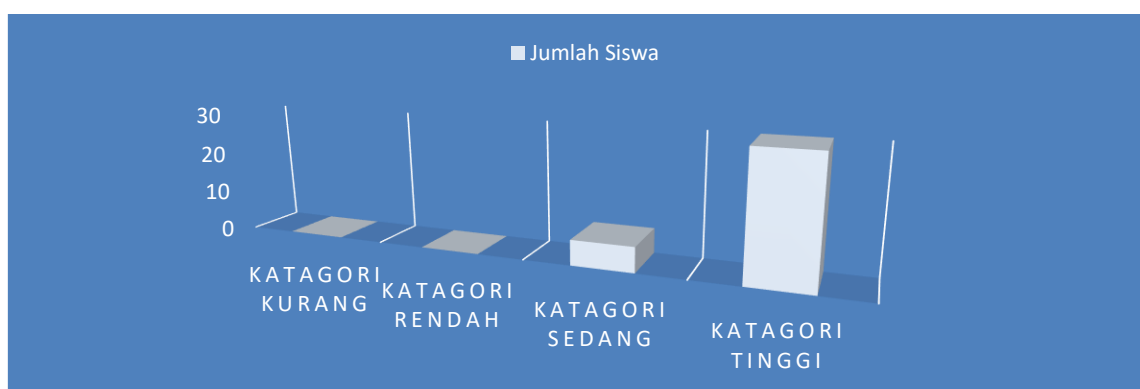 Jumlah Siswa
30
20
10
0
KATAGORI
KURANG
KATAGORI
RENDAH
KATAGORI
SEDANG
KATAGORI
TINGGI